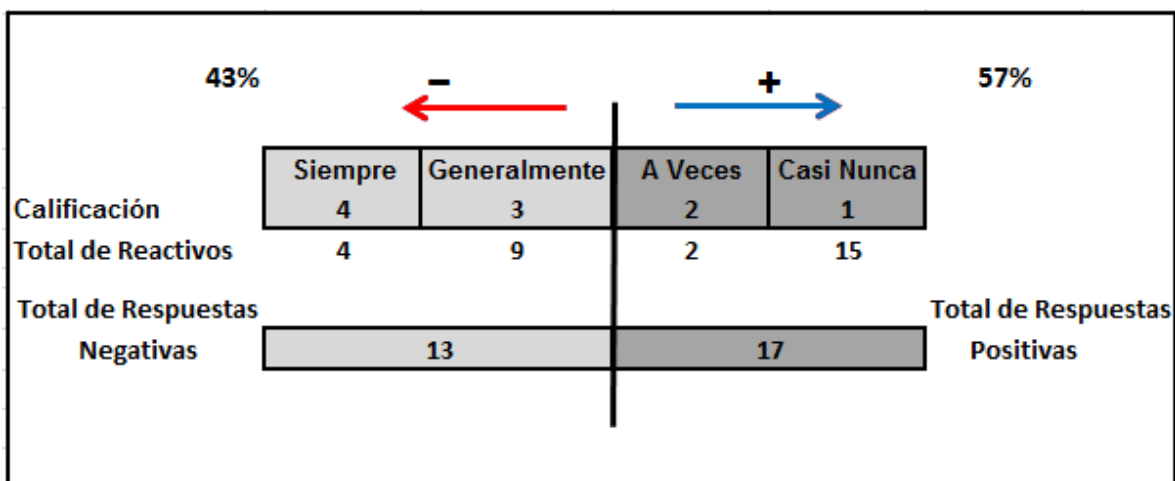 43% − + 57%
Siempre Generalmente A Veces Casi Nunca
Calificación 4 3 2 1
Total de Reactivos 4 9 2 15
Total de Respuestas Negativas 13 17 Total de Respuestas Positivas